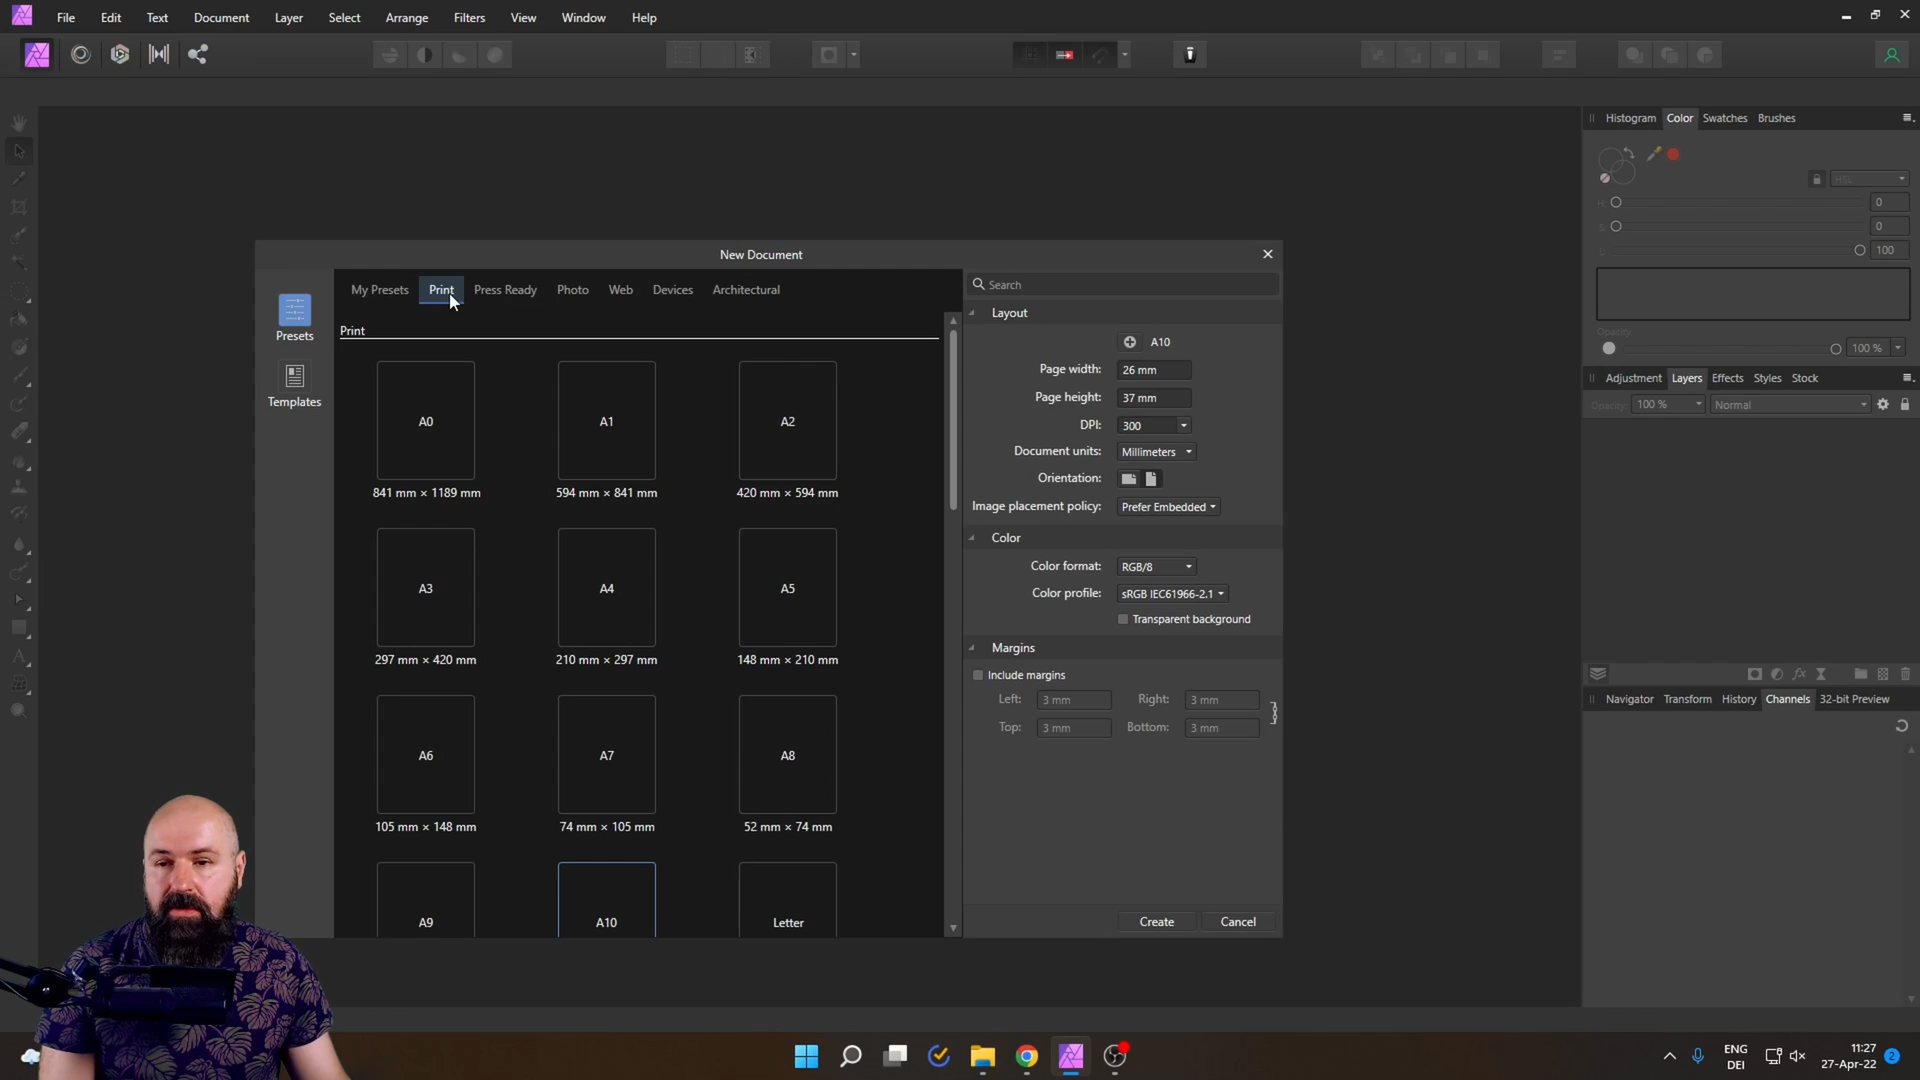 File Edit Text Document Layer Select Arrange Filters View Window Help
Histogram Color Swatches Brushes
HSL
H: 0
S: 0
L: 100
Opacity
100 %
Adjustment Layers Effects Styles Stock
Opacity: 100 % Normal
Navigator Transform History Channels 32-bit Preview
New Document
Presets
Templates
My Presets Print Press Ready Photo Web Devices Architectural
Print
A0 A1 A2
841 mm × 1189 mm 594 mm × 841 mm 420 mm × 594 mm
A3 A4 A5
297 mm × 420 mm 210 mm × 297 mm 148 mm × 210 mm
A6 A7 A8
105 mm × 148 mm 74 mm × 105 mm 52 mm × 74 mm
A9 A10 Letter
Search
Layout
A10
Page width: 26 mm
Page height: 37 mm
DPI: 300
Document units: Millimeters
Orientation:
Image placement policy: Prefer Embedded
Color
Color format: RGB/8
Color profile: sRGB IEC61966-2.1
Transparent background
Margins
Include margins
Left: 3 mm Right: 3 mm
Top: 3 mm Bottom: 3 mm
Create Cancel
ENG
DEI
11:27
27-Apr-22
2